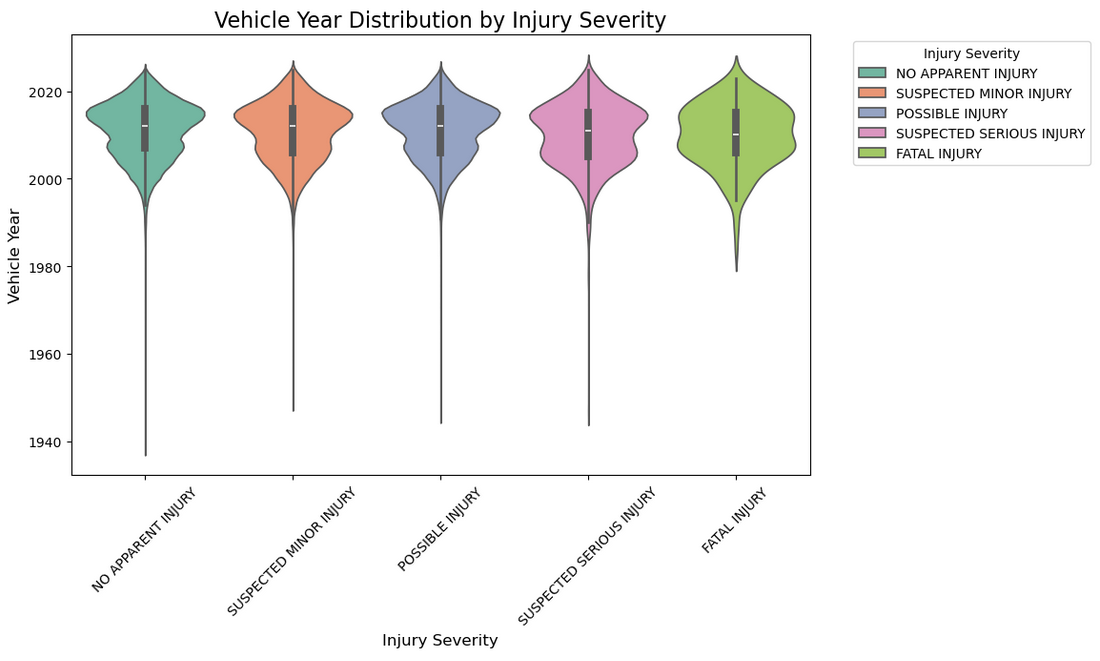 Vehicle Year Distribution by Injury Severity
Injury Severity
NO APPARENT INJURY
SUSPECTED MINOR INJURY
POSSIBLE INJURY
SUSPECTED SERIOUS INJURY
FATAL INJURY
Vehicle Year
2020
2000
1980
1960
1940
NO APPARENT INJURY
SUSPECTED MINOR INJURY
POSSIBLE INJURY
SUSPECTED SERIOUS INJURY
FATAL INJURY
Injury Severity